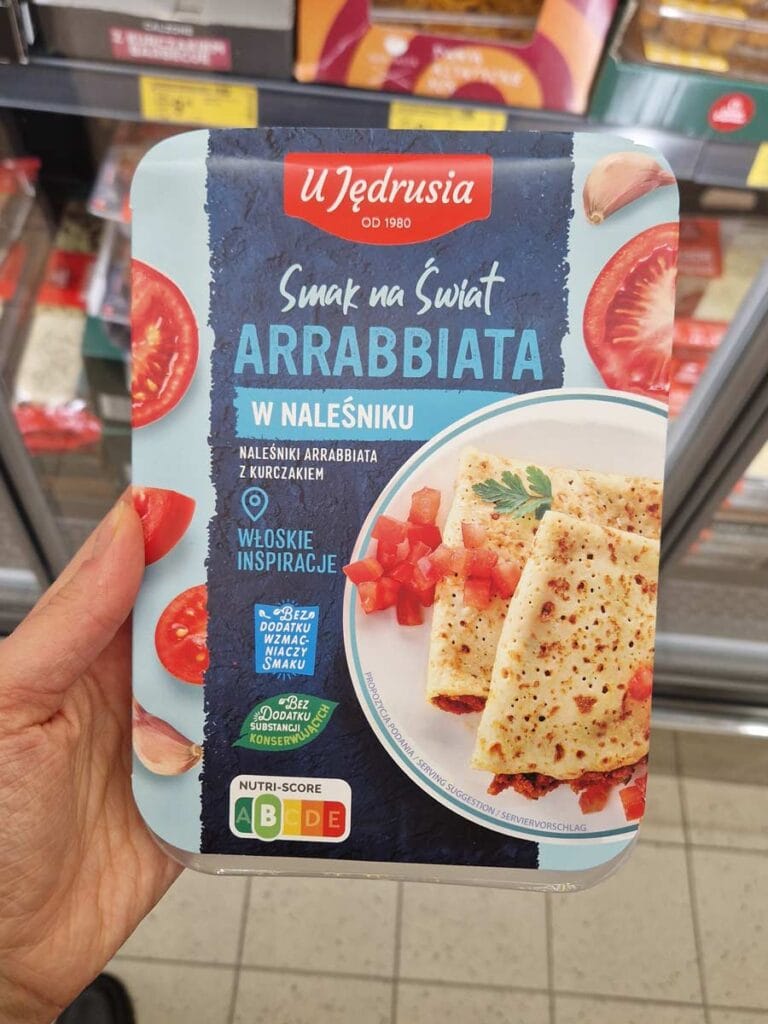 Z KURCZAKIEM
U Jędrusia
OD 1980
Smak na Świat
ARRABBIATA
W NALEŚNIKU
NALEŚNIKI ARRABBIATA
Z KURCZAKIEM
WŁOSKIE
INSPIRACJE
BEZ
DODATKU
WZMAC-
NIACZY
SMAKU
BEZ
DODATKU
SUBSTANCJI
KONSERWUJĄCYCH
NUTRI-SCORE
A B C D E
PROPOZYCJA PODANIA / SERVING SUGGESTION / SERVIERVORSCHLAG